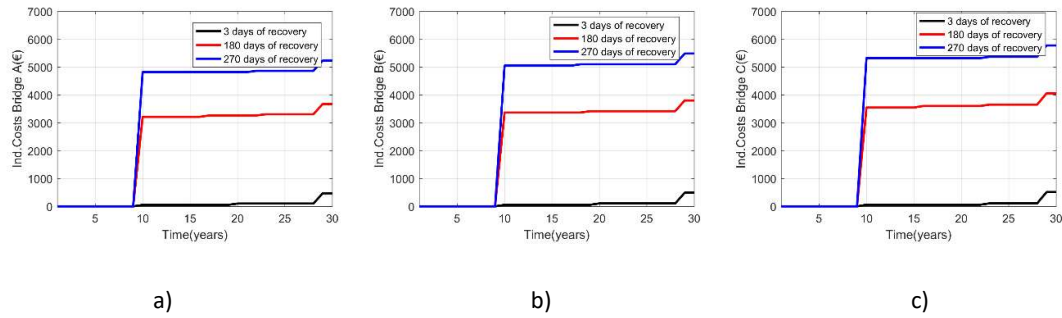 7000
6000
5000
4000
3000
2000
1000
0
Ind.Costs Bridge A(€)
3 days of recovery
180 days of recovery
270 days of recovery
5 10 15 20 25 30
Time(years)
a)
7000
6000
5000
4000
3000
2000
1000
0
Ind.Costs Bridge B(€)
3 days of recovery
180 days of recovery
270 days of recovery
5 10 15 20 25 30
Time(years)
b)
7000
6000
5000
4000
3000
2000
1000
0
Ind.Costs Bridge C(€)
3 days of recovery
180 days of recovery
270 days of recovery
5 10 15 20 25 30
Time(years)
c)